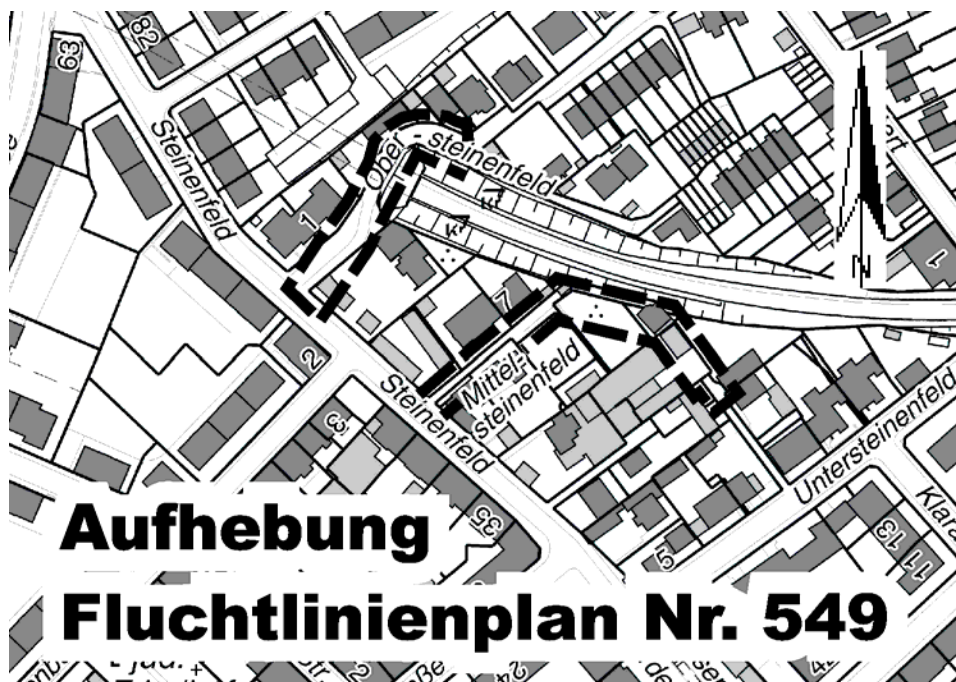 63
82
Steinenfeld
Ober-
steinenfeld
1
K
K
7
2
Mittel-
steinenfeld
Steinenfeld
3
35
5
Untersteinenfeld
1
13
11
Aufhebung
Fluchtlinienplan Nr. 549